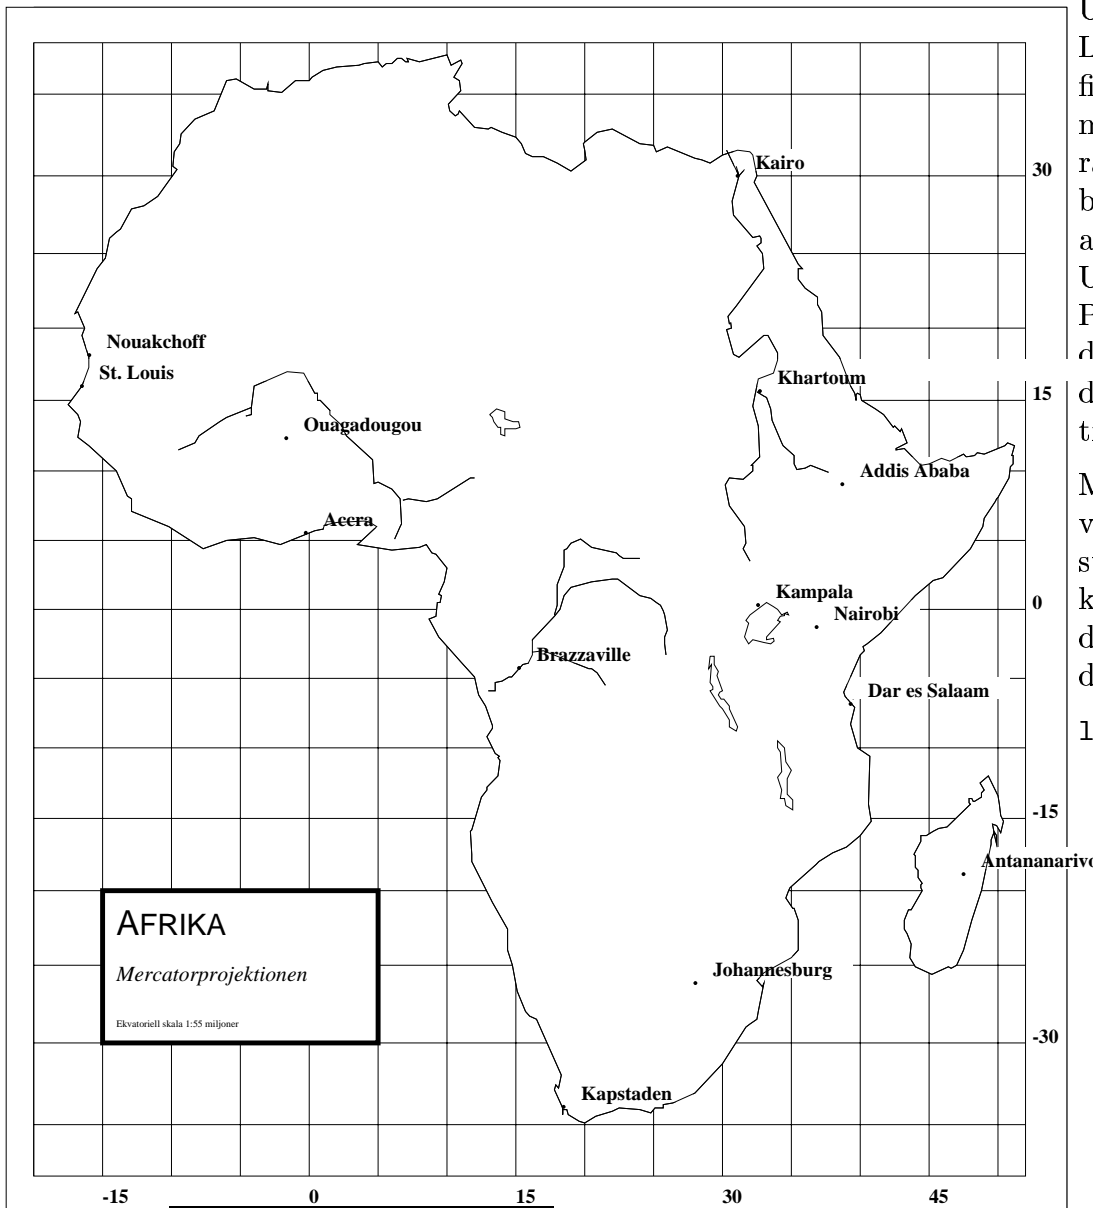 Kairo
30
Nouakchoff
St. Louis
Khartoum
15
Ouagadougou
Addis Ababa
Accra
Kampala
0
Nairobi
Brazzaville
Dar es Salaam
-15
Antananarivo
AFRIKA
Mercatorprojektionen
Johannesburg
Ekvatoriell skala 1:55 miljoner
-30
Kapstaden
-15 0 15 30 45